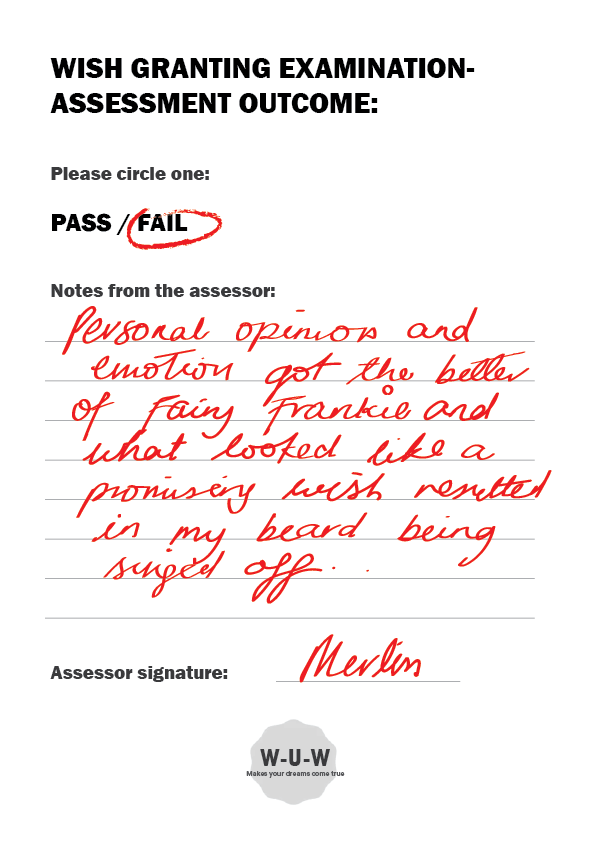 WISH GRANTING EXAMINATION-
ASSESSMENT OUTCOME:
Please circle one:
PASS / FAIL
Notes from the assessor:
Personal opinion and
emotion got the better
of Fairy Frankie and
what looked like a
promising wish resulted
in my beard being
singed off...
Assessor signature: Merlin
W-U-W
Makes your dreams come true